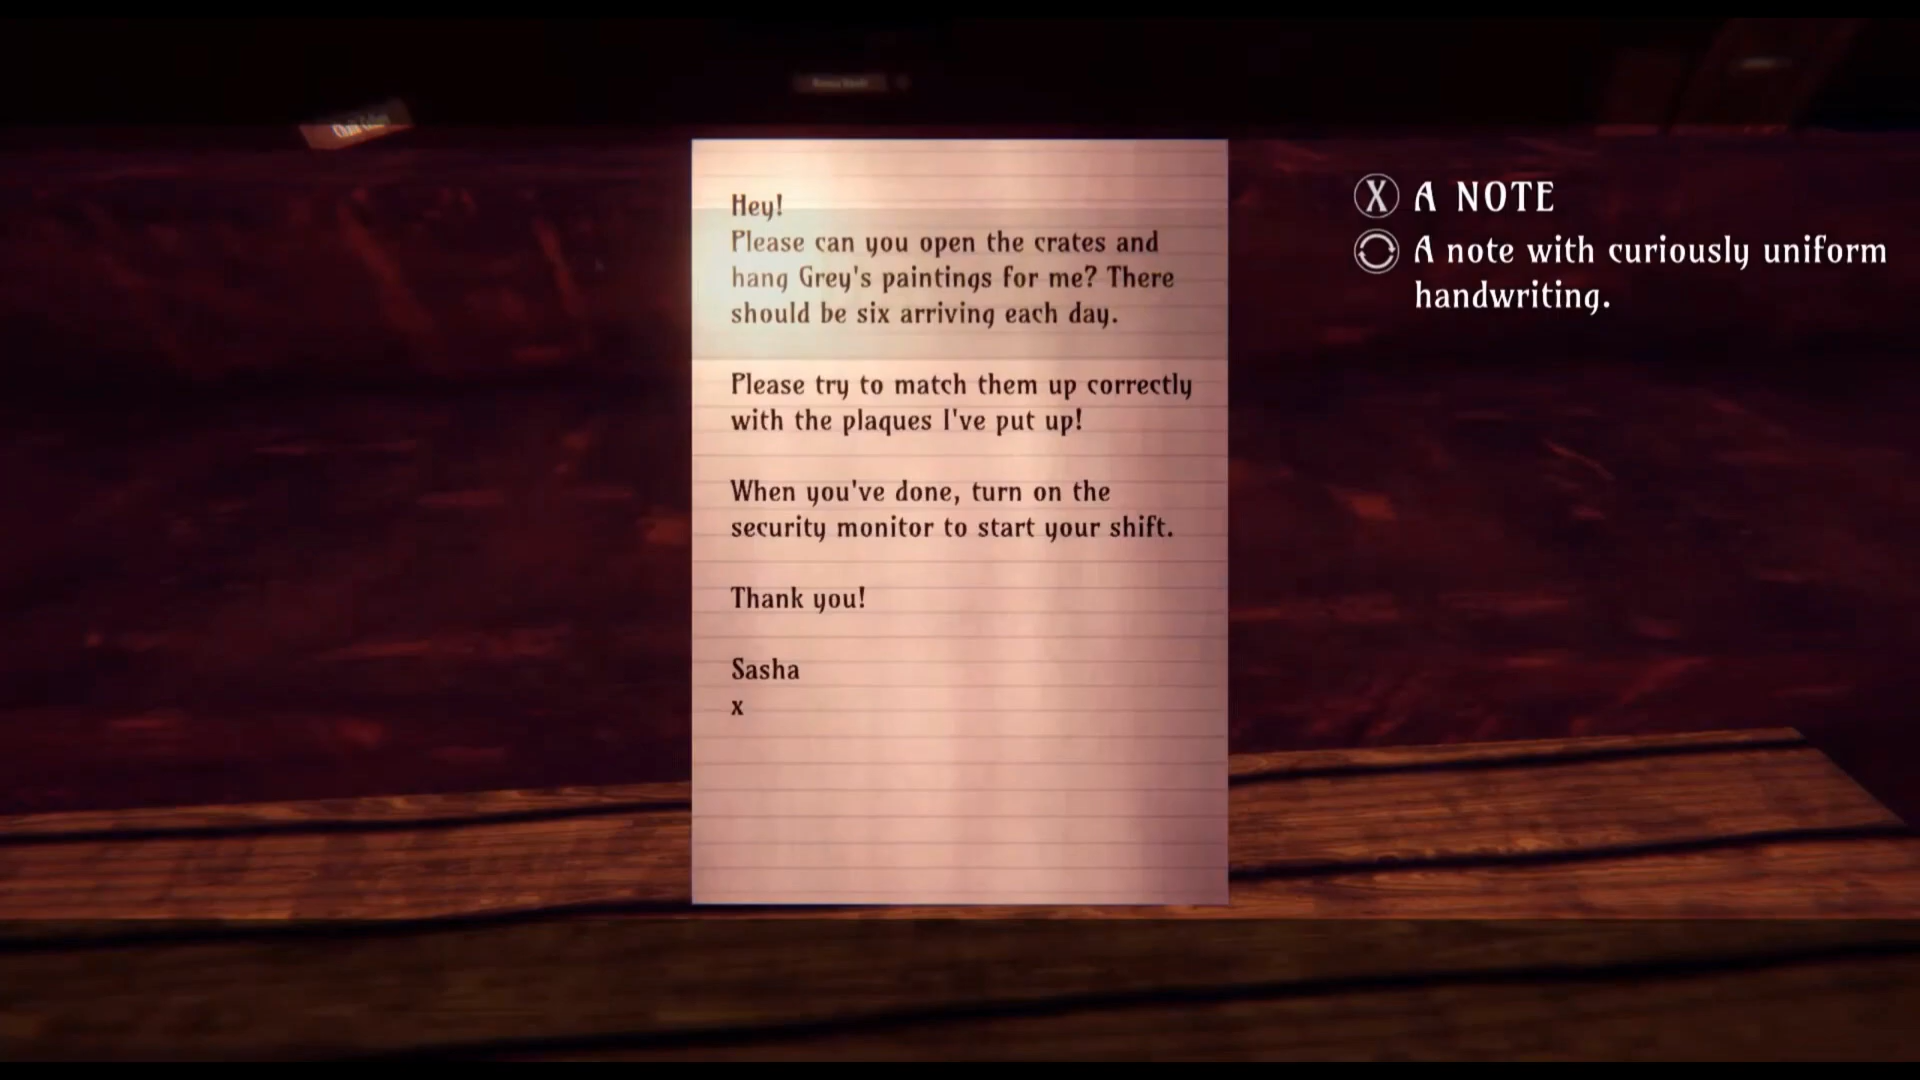 Hey!
Please can you open the crates and
hang Grey's paintings for me? There
should be six arriving each day.
Please try to match them up correctly
with the plaques I've put up!
When you've done, turn on the
security monitor to start your shift.
Thank you!
Sasha
x
X A NOTE
A note with curiously uniform
handwriting.